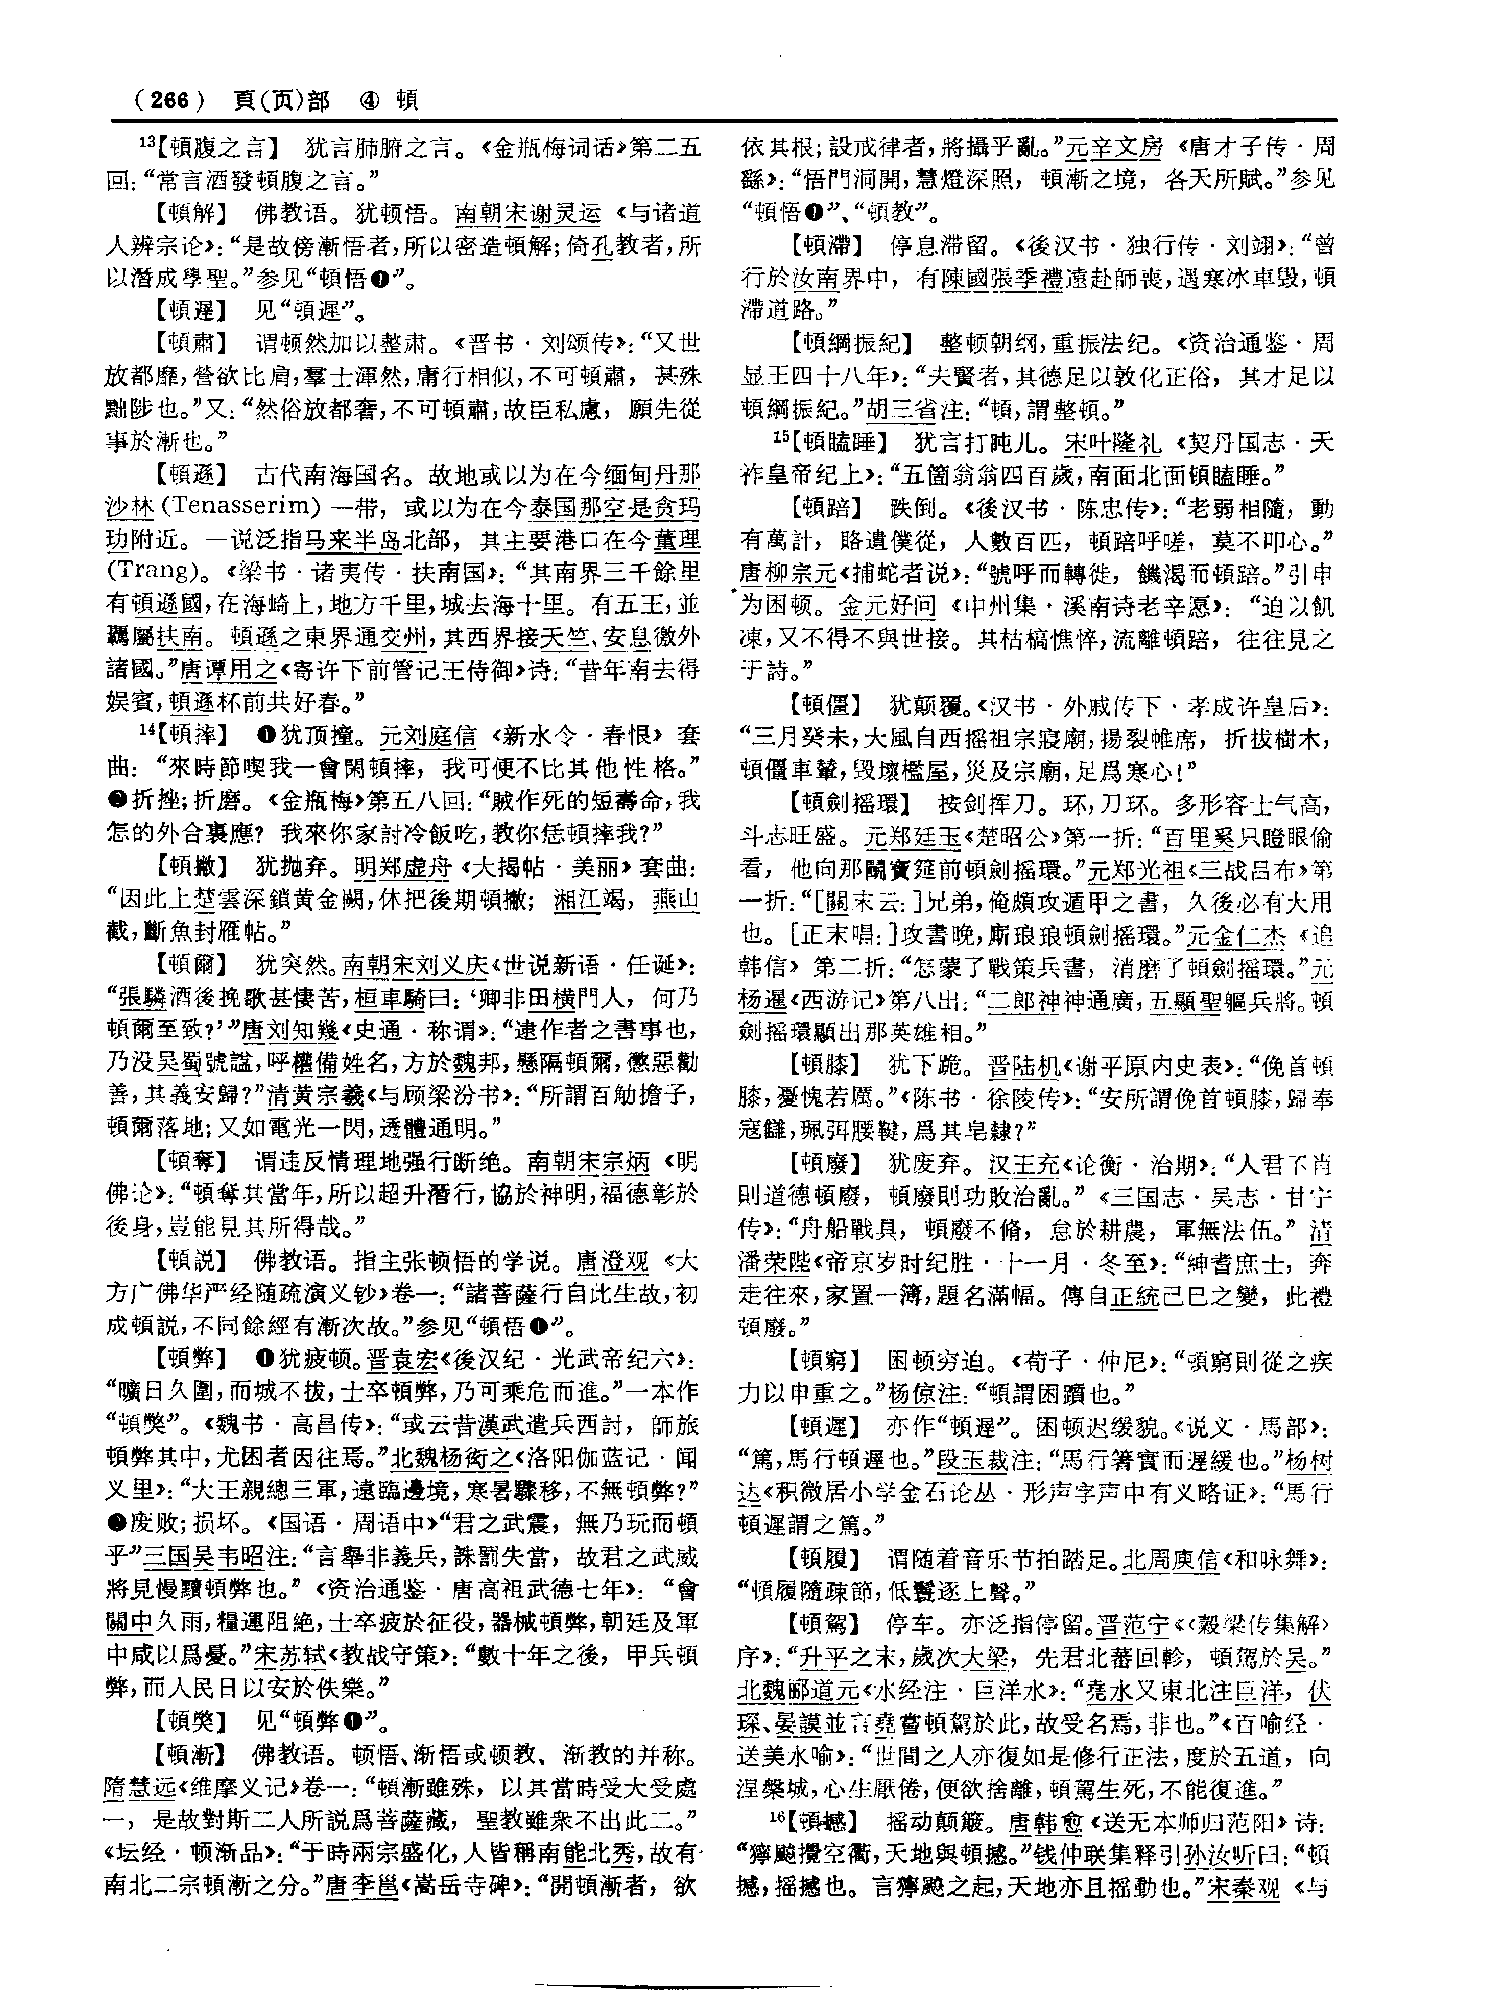 (266) 頁(页)部 ④ 頓
13【頓腹之言】 犹言肺腑之言。《金瓶梅词话》第二五
回:“常言酒發頓腹之言。”
【頓解】 佛教语。犹顿悟。南朝宋谢灵运《与诸道
人辨宗论》:“是故傍漸悟者,所以密造頓解;倚孔教者,所
以潛成學聖。”参见“頓悟❶”。
【頓遟】 见“頓遲”。
【頓肅】 谓顿然加以整肃。《晋书·刘颂传》:“又世
放都靡,營欲比肩,羣士渾然,庸行相似,不可頓肅,甚殊
黜陟也。”又:“然俗放都奢,不可頓肅,故臣私慮,願先從
事於漸也。”
【頓遜】 古代南海国名。故地或以为在今缅甸丹那
沙林(Tenasserim)一带,或以为在今泰国那空是贪玛
功附近。一说泛指马来半岛北部,其主要港口在今董理
(Trang)。《梁书·诸夷传·扶南国》:“其南界三千餘里
有頓遜國,在海崎上,地方千里,城去海十里。有五王,並
羈屬扶南。頓遜之東界通交州,其西界接天竺、安息徼外
諸國。”唐谭用之《寄许下前管记王侍御》诗:“昔年南去得
娱賓,頓遜杯前共好春。”
14【頓摔】 ❶犹顶撞。元刘庭信《新水令·春恨》套
曲:“來時節喫我一會閑頓摔,我可便不比其他性格。”
❷折挫;折磨。《金瓶梅》第五八回:“賊作死的短壽命,我
怎的外合裏應?我來你家討冷飯吃,教你恁頓摔我?”
【頓撇】 犹抛弃。明郑虚舟《大揭帖·美丽》套曲:
“因此上楚雲深鎖黄金闕,休把後期頓撇;湘江竭,燕山
截,斷魚封雁帖。”
【頓爾】 犹突然。南朝宋刘义庆《世说新语·任诞》:
“張驎酒後挽歌甚悽苦,桓車騎曰:‘卿非田横門人,何乃
頓爾至致?’”唐刘知幾《史通·称谓》:“逮作者之書事也,
乃没吴蜀號謚,呼權備姓名,方於魏邦,懸隔頓爾,懲惡勸
善,其義安歸?”清黄宗羲《与顾梁汾书》:“所謂百觔擔子,
頓爾落地;又如電光一閃,透體通明。”
【頓奪】 谓违反情理地强行断绝。南朝宋宗炳《明
佛论》:“頓奪其當年,所以超升潛行,協於神明,福德彰於
後身,豈能見其所得哉。”
【頓説】 佛教语。指主张顿悟的学说。唐澄观《大
方广佛华严经随疏演义钞》卷一:“諸菩薩行自此生故,初
成頓説,不同餘經有漸次故。”参见“頓悟❶”。
【頓弊】 ❶犹疲顿。晋袁宏《後汉纪·光武帝纪六》:
“曠日久圍,而城不拔,士卒頓弊,乃可乘危而進。”一本作
“頓獘”。《魏书·高昌传》:“或云昔漢武遣兵西討,師旅
頓弊其中,尤困者因往焉。”北魏杨衒之《洛阳伽蓝记·闻
义里》:“大王親總三軍,遠臨邊境,寒暑驟移,不無頓弊?”
❷废败;损坏。《国语·周语中》“君之武震,無乃玩而頓
乎”三国吴韦昭注:“言舉非義兵,誅罰失當,故君之武威
將見慢黷頓弊也。”《资治通鉴·唐高祖武德七年》:“會
關中久雨,糧運阻絶,士卒疲於征役,器械頓弊,朝廷及軍
中咸以爲憂。”宋苏轼《教战守策》:“數十年之後,甲兵頓
弊,而人民日以安於佚樂。”
【頓獘】 见“頓弊❶”。
【頓漸】 佛教语。顿悟、渐悟或顿教、渐教的并称。
隋慧远《维摩义记》卷一:“頓漸雖殊,以其當時受大受處
一,是故對斯二人所説爲菩薩藏,聖教雖衆不出此二。”
《坛经·顿渐品》:“于時兩宗盛化,人皆稱南能北秀,故有
南北二宗頓漸之分。”唐李邕《嵩岳寺碑》:“開頓漸者,欲
依其根;設戒律者,將攝乎亂。”元辛文房《唐才子传·周
繇》:“悟門洞開,慧燈深照,頓漸之境,各天所賦。”参见
“頓悟❶”、“頓教”。
【頓滯】 停息滞留。《後汉书·独行传·刘翊》:“曾
行於汝南界中,有陳國張季禮遠赴師喪,遇寒冰車毁,頓
滯道路。”
【頓綱振紀】 整顿朝纲,重振法纪。《资治通鉴·周
显王四十八年》:“夫賢者,其德足以敦化正俗,其才足以
頓綱振紀。”胡三省注:“頓,謂整頓。”
15【頓瞌睡】 犹言打盹儿。宋叶隆礼《契丹国志·天
祚皇帝纪上》:“五箇翁翁四百歲,南面北面頓瞌睡。”
【頓踣】 跌倒。《後汉书·陈忠传》:“老弱相隨,動
有萬計,賂遺僕從,人數百匹,頓踣呼嗟,莫不叩心。”
唐柳宗元《捕蛇者说》:“號呼而轉徙,饑渴而頓踣。”引申
为困顿。金元好问《中州集·溪南诗老辛愿》:“迫以飢
凍,又不得不與世接。其枯槁憔悴,流離頓踣,往往見之
于詩。”
【頓僵】 犹颠覆。《汉书·外戚传下·孝成许皇后》:
“三月癸未,大風自西摇祖宗寢廟,揚裂帷席,折拔樹木,
頓僵車輦,毁壞檻屋,災及宗廟,足爲寒心!”
【頓劍摇環】 按剑挥刀。环,刀环。多形容士气高,
斗志旺盛。元郑廷玉《楚昭公》第一折:“百里奚只瞪眼偷
看,他向那鬬寶筵前頓劍摇環。”元郑光祖《三战吕布》第
一折:“[關末云:]兄弟,俺頗攻遁甲之書,久後必有大用
也。[正末唱:]攻書晚,厮琅琅頓劍摇環。”元金仁杰《追
韩信》第二折:“怎蒙了戰策兵書,消磨了頓劍摇環。”元
杨暹《西游记》第八出:“二郎神神通廣,五顯聖軀兵將。頓
劍摇環顯出那英雄相。”
【頓膝】 犹下跪。晋陆机《谢平原内史表》:“俛首頓
膝,憂愧若厲。”《陈书·徐陵传》:“安所謂俛首頓膝,歸奉
寇讎,珮弭腰鞬,爲其皂隸?”
【頓廢】 犹废弃。汉王充《论衡·治期》:“人君不肖
則道德頓廢,頓廢則功敗治亂。”《三国志·吴志·甘宁
传》:“舟船戰具,頓廢不脩,怠於耕農,軍無法伍。”清
潘荣陛《帝京岁时纪胜·十一月·冬至》:“紳耆庶士,奔
走往來,家置一簿,題名滿幅。傳自正統己巳之變,此禮
頓廢。”
【頓窮】 困顿穷迫。《荀子·仲尼》:“頓窮則從之疾
力以申重之。”杨倞注:“頓謂困躓也。”
【頓遲】 亦作“頓遟”。困顿迟缓貌。《说文·馬部》:
“篤,馬行頓遲也。”段玉裁注:“馬行箸實而遲緩也。”杨树
达《积微居小学金石论丛·形声字声中有义略证》:“馬行
頓遲謂之篤。”
【頓履】 谓随着音乐节拍踏足。北周庾信《和咏舞》:
“頓履隨疎節,低鬟逐上聲。”
【頓駕】 停车。亦泛指停留。晋范宁《〈穀梁传集解〉
序》:“升平之末,歲次大梁,先君北蕃回軫,頓駕於吴。”
北魏郦道元《水经注·巨洋水》:“堯水又東北注巨洋,伏
琛、晏謨並言堯嘗頓駕於此,故受名焉,非也。”《百喻经·
送美水喻》:“世間之人亦復如是修行正法,度於五道,向
涅槃城,心生厭倦,便欲捨離,頓駕生死,不能復進。”
16【頓撼】 摇动颠簸。唐韩愈《送无本师归范阳》诗:
“獰飈攪空衢,天地與頓撼。”钱仲联集释引孙汝听曰:“頓
撼,摇撼也。言獰飈之起,天地亦且摇動也。”宋秦观《与